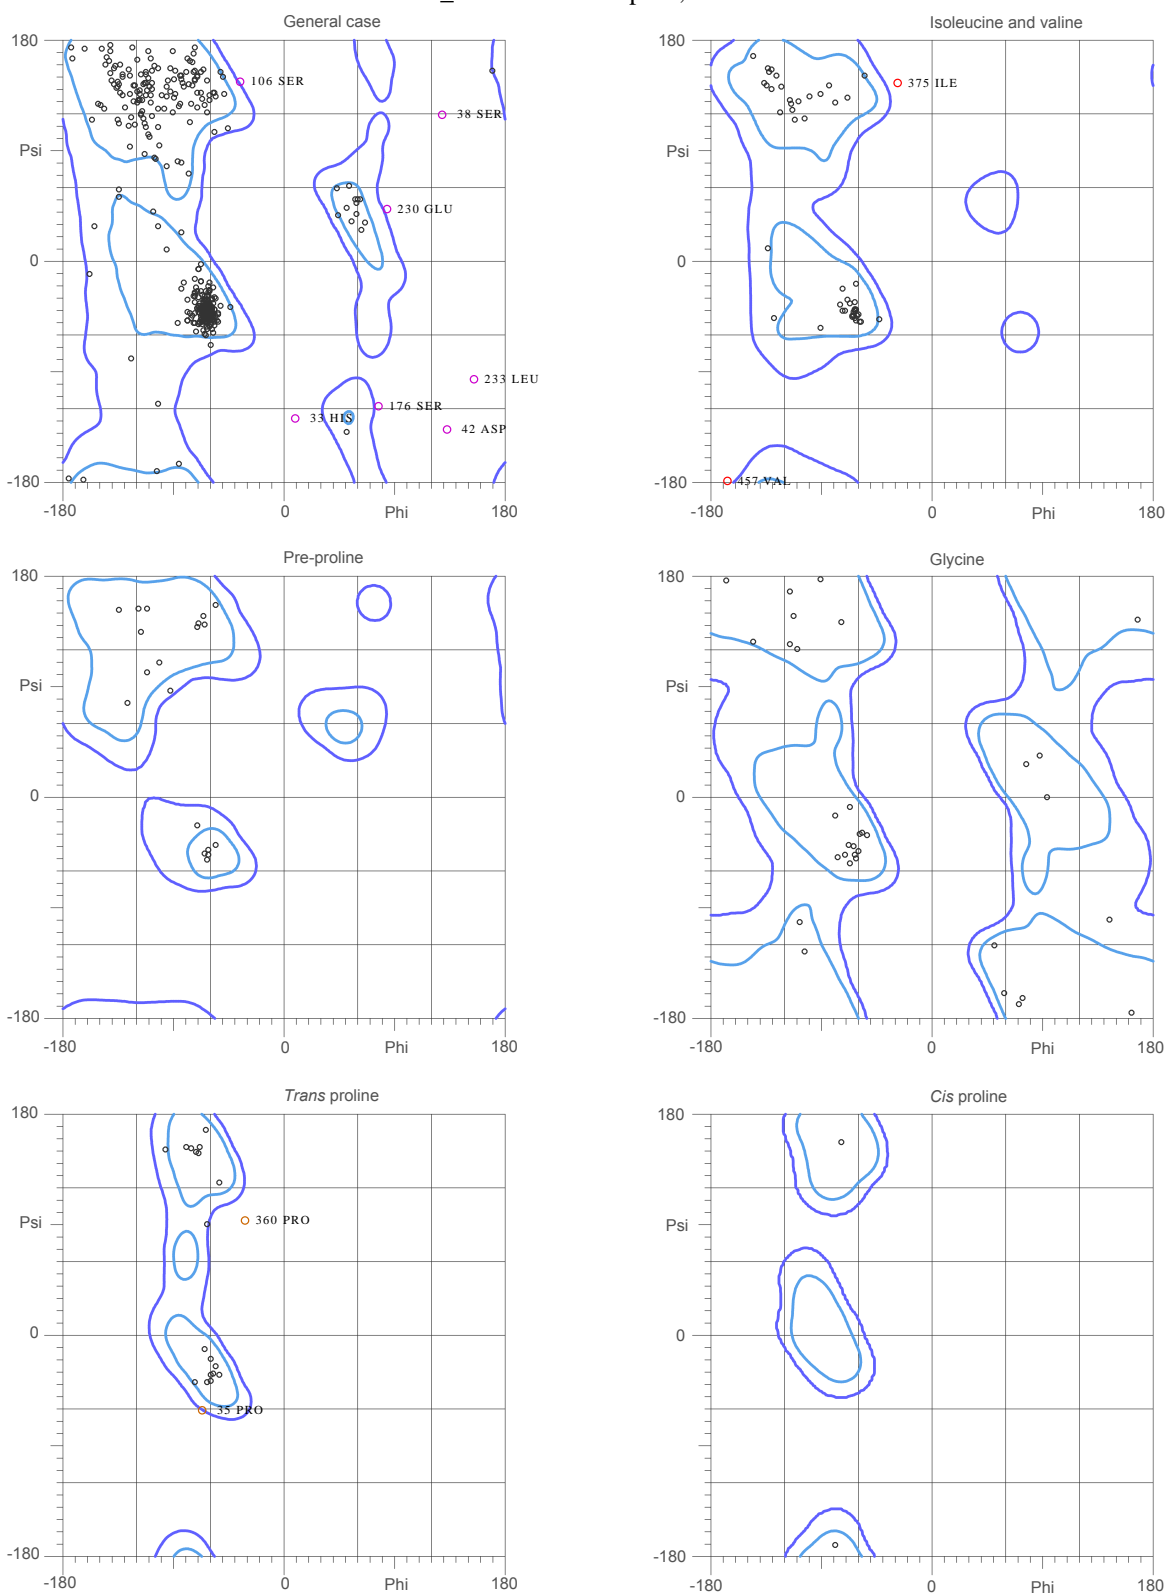 General case
180
106 SER
38 SER
Psi
230 GLU
0
233 LEU
176 SER
33 HIS
42 ASP
-180
-180
0
Phi
180
Isoleucine and valine
180
375 ILE
Psi
0
-180
457 VAL
-180
0
Phi
180
Pre-proline
180
Psi
0
-180
-180
0
Phi
180
Glycine
180
Psi
0
-180
-180
0
Phi
180
Trans proline
180
Psi
360 PRO
0
35 PRO
-180
-180
0
Phi
180
Cis proline
180
Psi
0
-180
-180
0
Phi
180